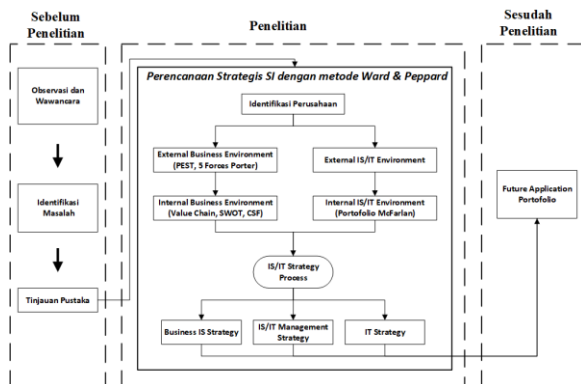 Sebelum
Penelitian
Observasi dan
Wawancara
Identifikasi
Masalah
Tinjauan Pustaka
Penelitian
Perencanaan Strategis SI dengan metode Ward & Peppard
Identifikasi Perusahaan
External Business Environment
(PEST, 5 Forces Porter)
External IS/IT Environment
Internal Business Environment
(Value Chain, SWOT, CSF)
Internal IS/IT Environment
(Portofolio McFarlan)
IS/IT Strategy
Process
Business IS Strategy
IS/IT Management
Strategy
IT Strategy
Sesudah
Penelitian
Future Application
Portofolio